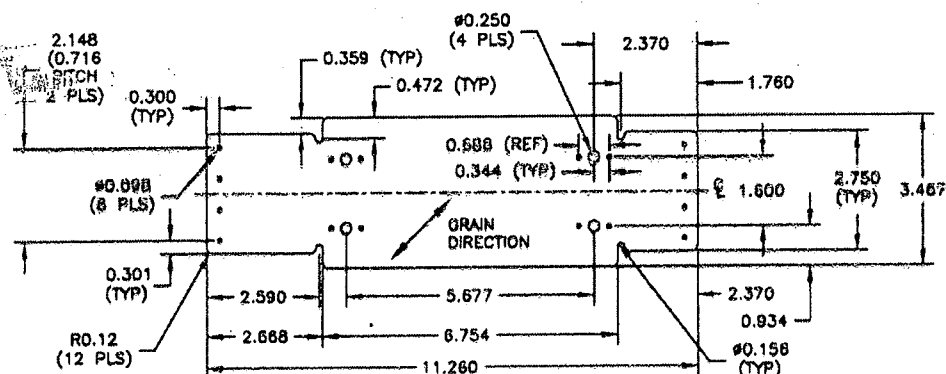 2.148
(0.716
PITCH
2 PLS)
0.300
(TYP)
0.359 (TYP)
0.472 (TYP)
ø0.250
(4 PLS)
2.370
1.760
0.688 (REF)
0.344 (TYP)
ø0.098
(8 PLS)
℄
1.600
2.750
(TYP)
3.467
GRAIN
DIRECTION
0.301
(TYP)
2.590
5.677
2.370
0.934
R0.12
(12 PLS)
2.668
6.754
ø0.156
(TYP)
11.260